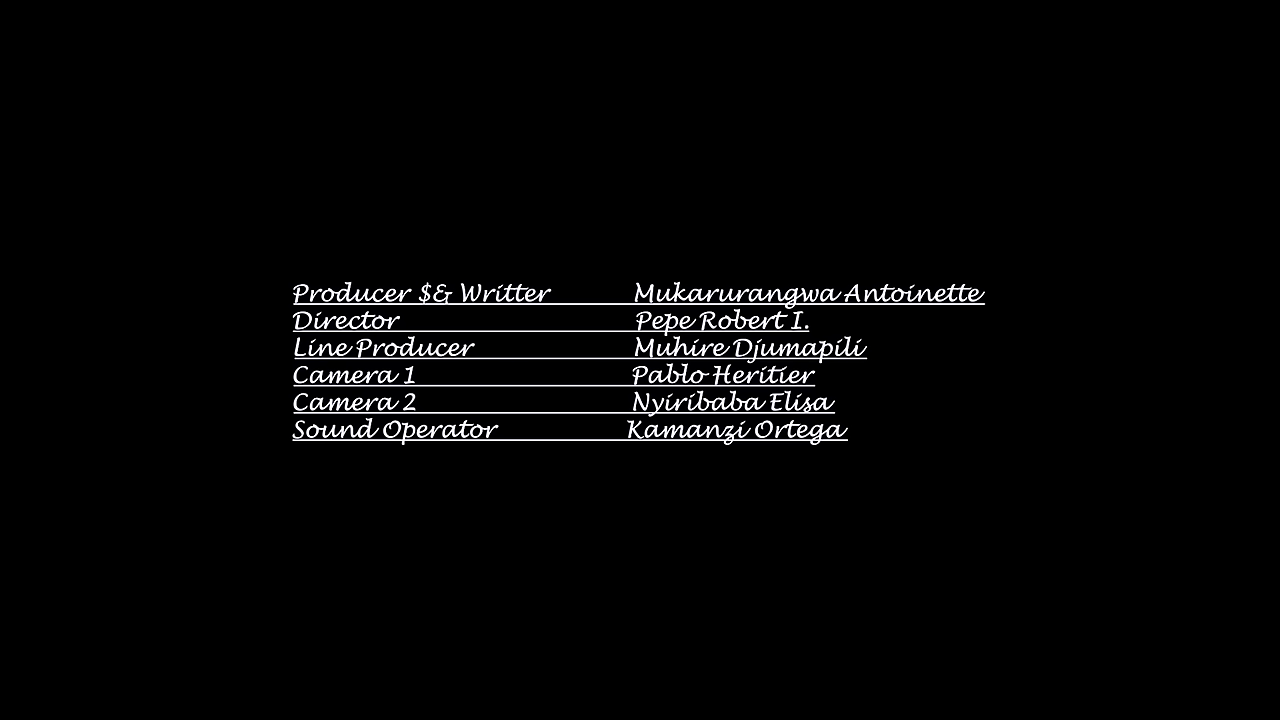 Producer $& Writter Mukarurangwa Antoinette
Director Pepe Robert I.
Line Producer Muhire Djumapili
Camera 1 Pablo Heritier
Camera 2 Nyiribaba Elisa
Sound Operator Kamanzi Ortega